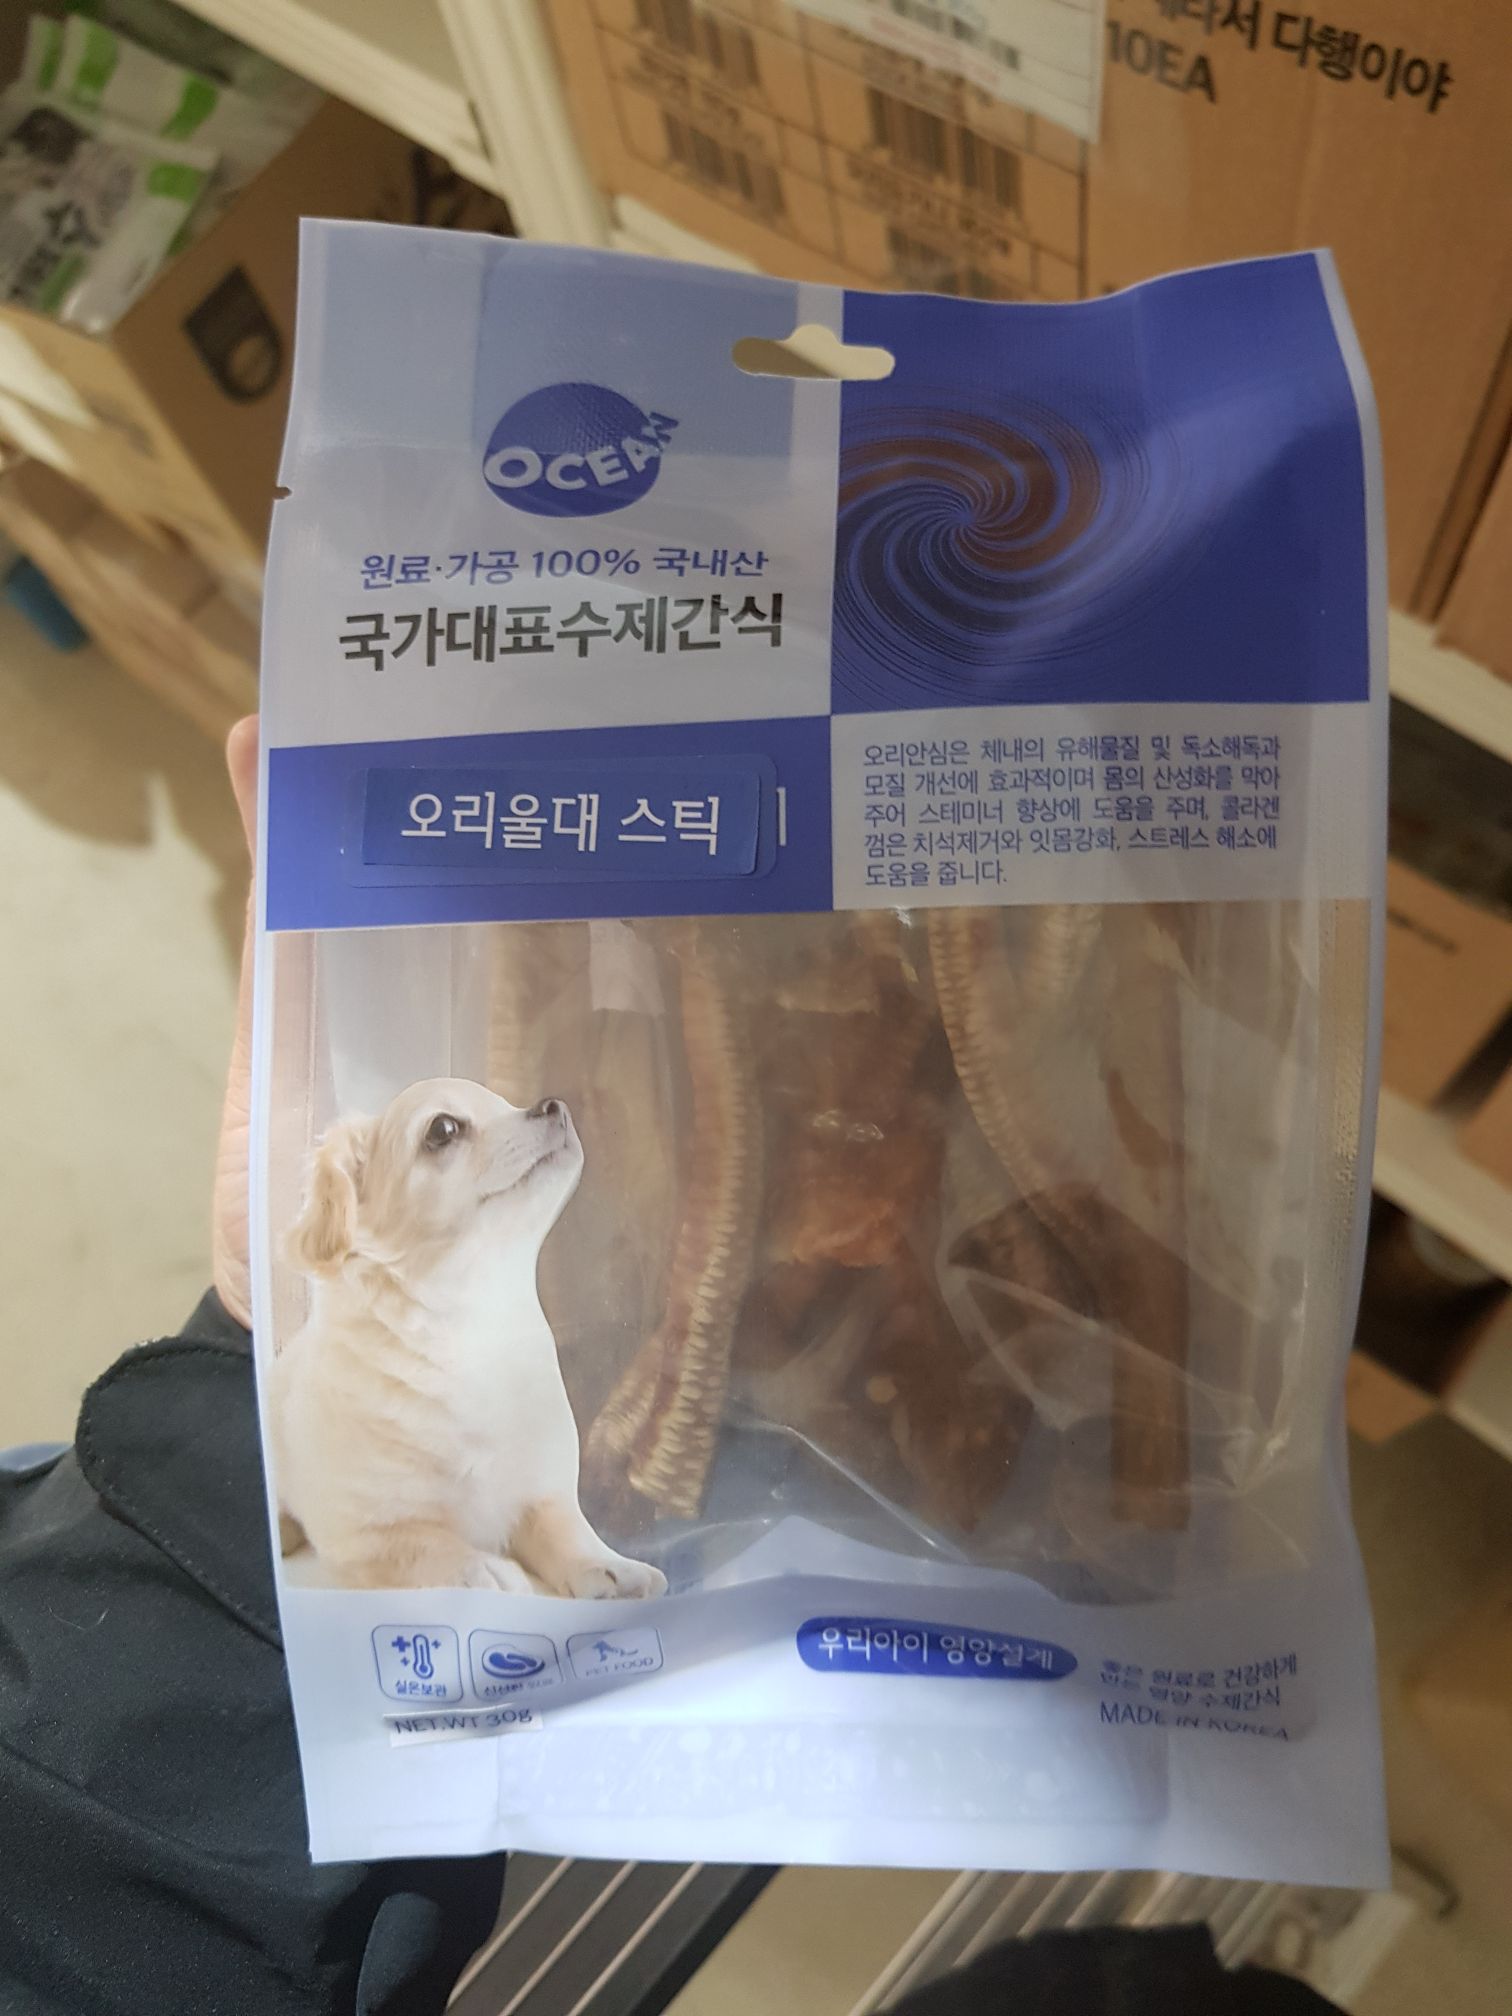 다행이야
10EA
OCEAN
원료·가공 100% 국내산
국가대표수제간식
오리울대 스틱
오리안심은 체내의 유해물질 및 독소해독과
모질 개선에 효과적이며 몸의 산성화를 막아
주어 스테미너 향상에 도움을 주며, 콜라겐
껌은 치석제거와 잇몸강화, 스트레스 해소에
도움을 줍니다.
실온보관
신선한
PET FOOD
NET.WT 30g
우리아이 영양설계
좋은 원료로 건강하게
만든 영양 수제간식
MADE IN KOREA